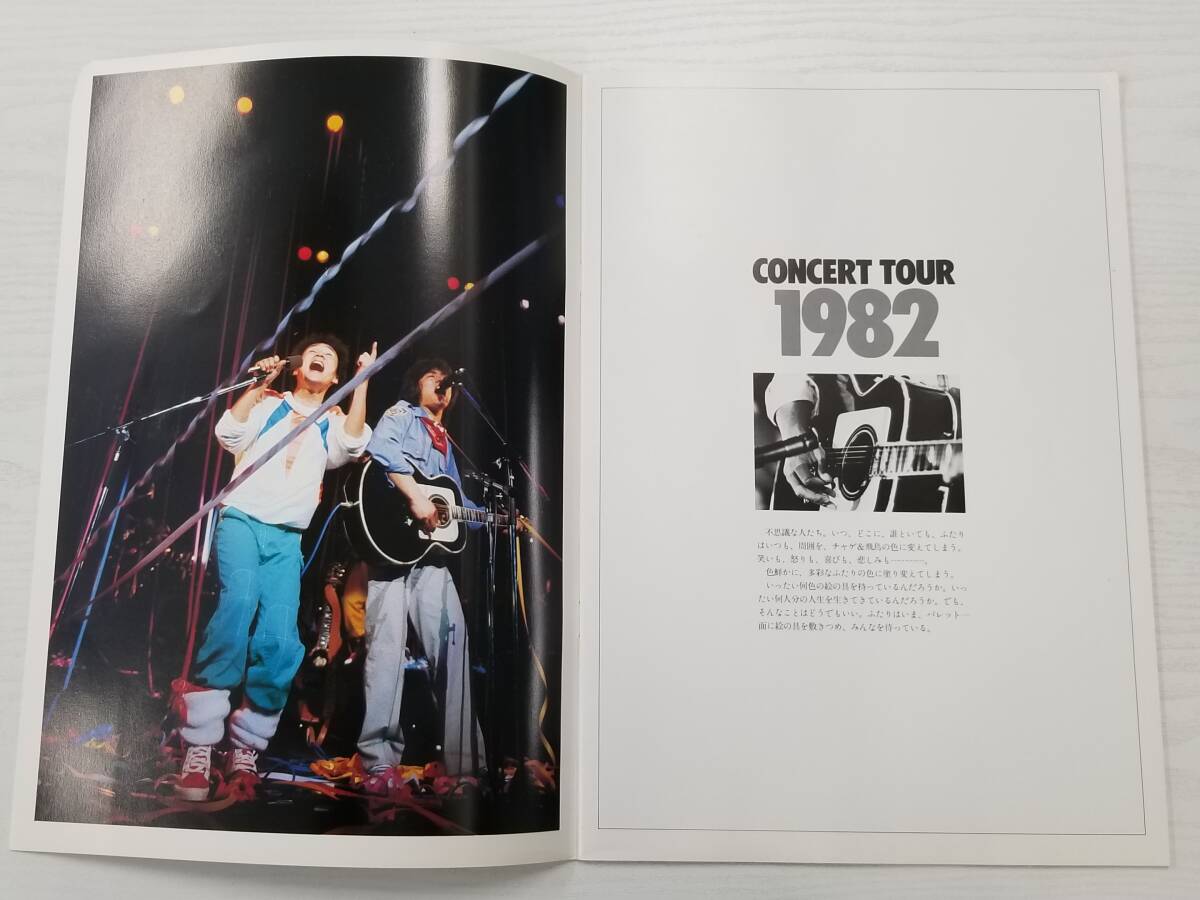 CONCERT TOUR
1982
不思議な人たち。いつ、どこに、誰といても、ふたり
はいつも、周囲を、チャゲ&飛鳥の色に変えてしまう。
笑いも、怒りも、喜びも、悲しみも————。
色鮮かに、多彩なふたりの色に塗り変えてしまう。
いったい何色の絵の具を持っているんだろうか。いっ
たい何人分の人生を生きてきているんだろうか。でも、
そんなことはどうでもいい。ふたりはいま、パレット一
面に絵の具を敷きつめ、みんなを待っている。